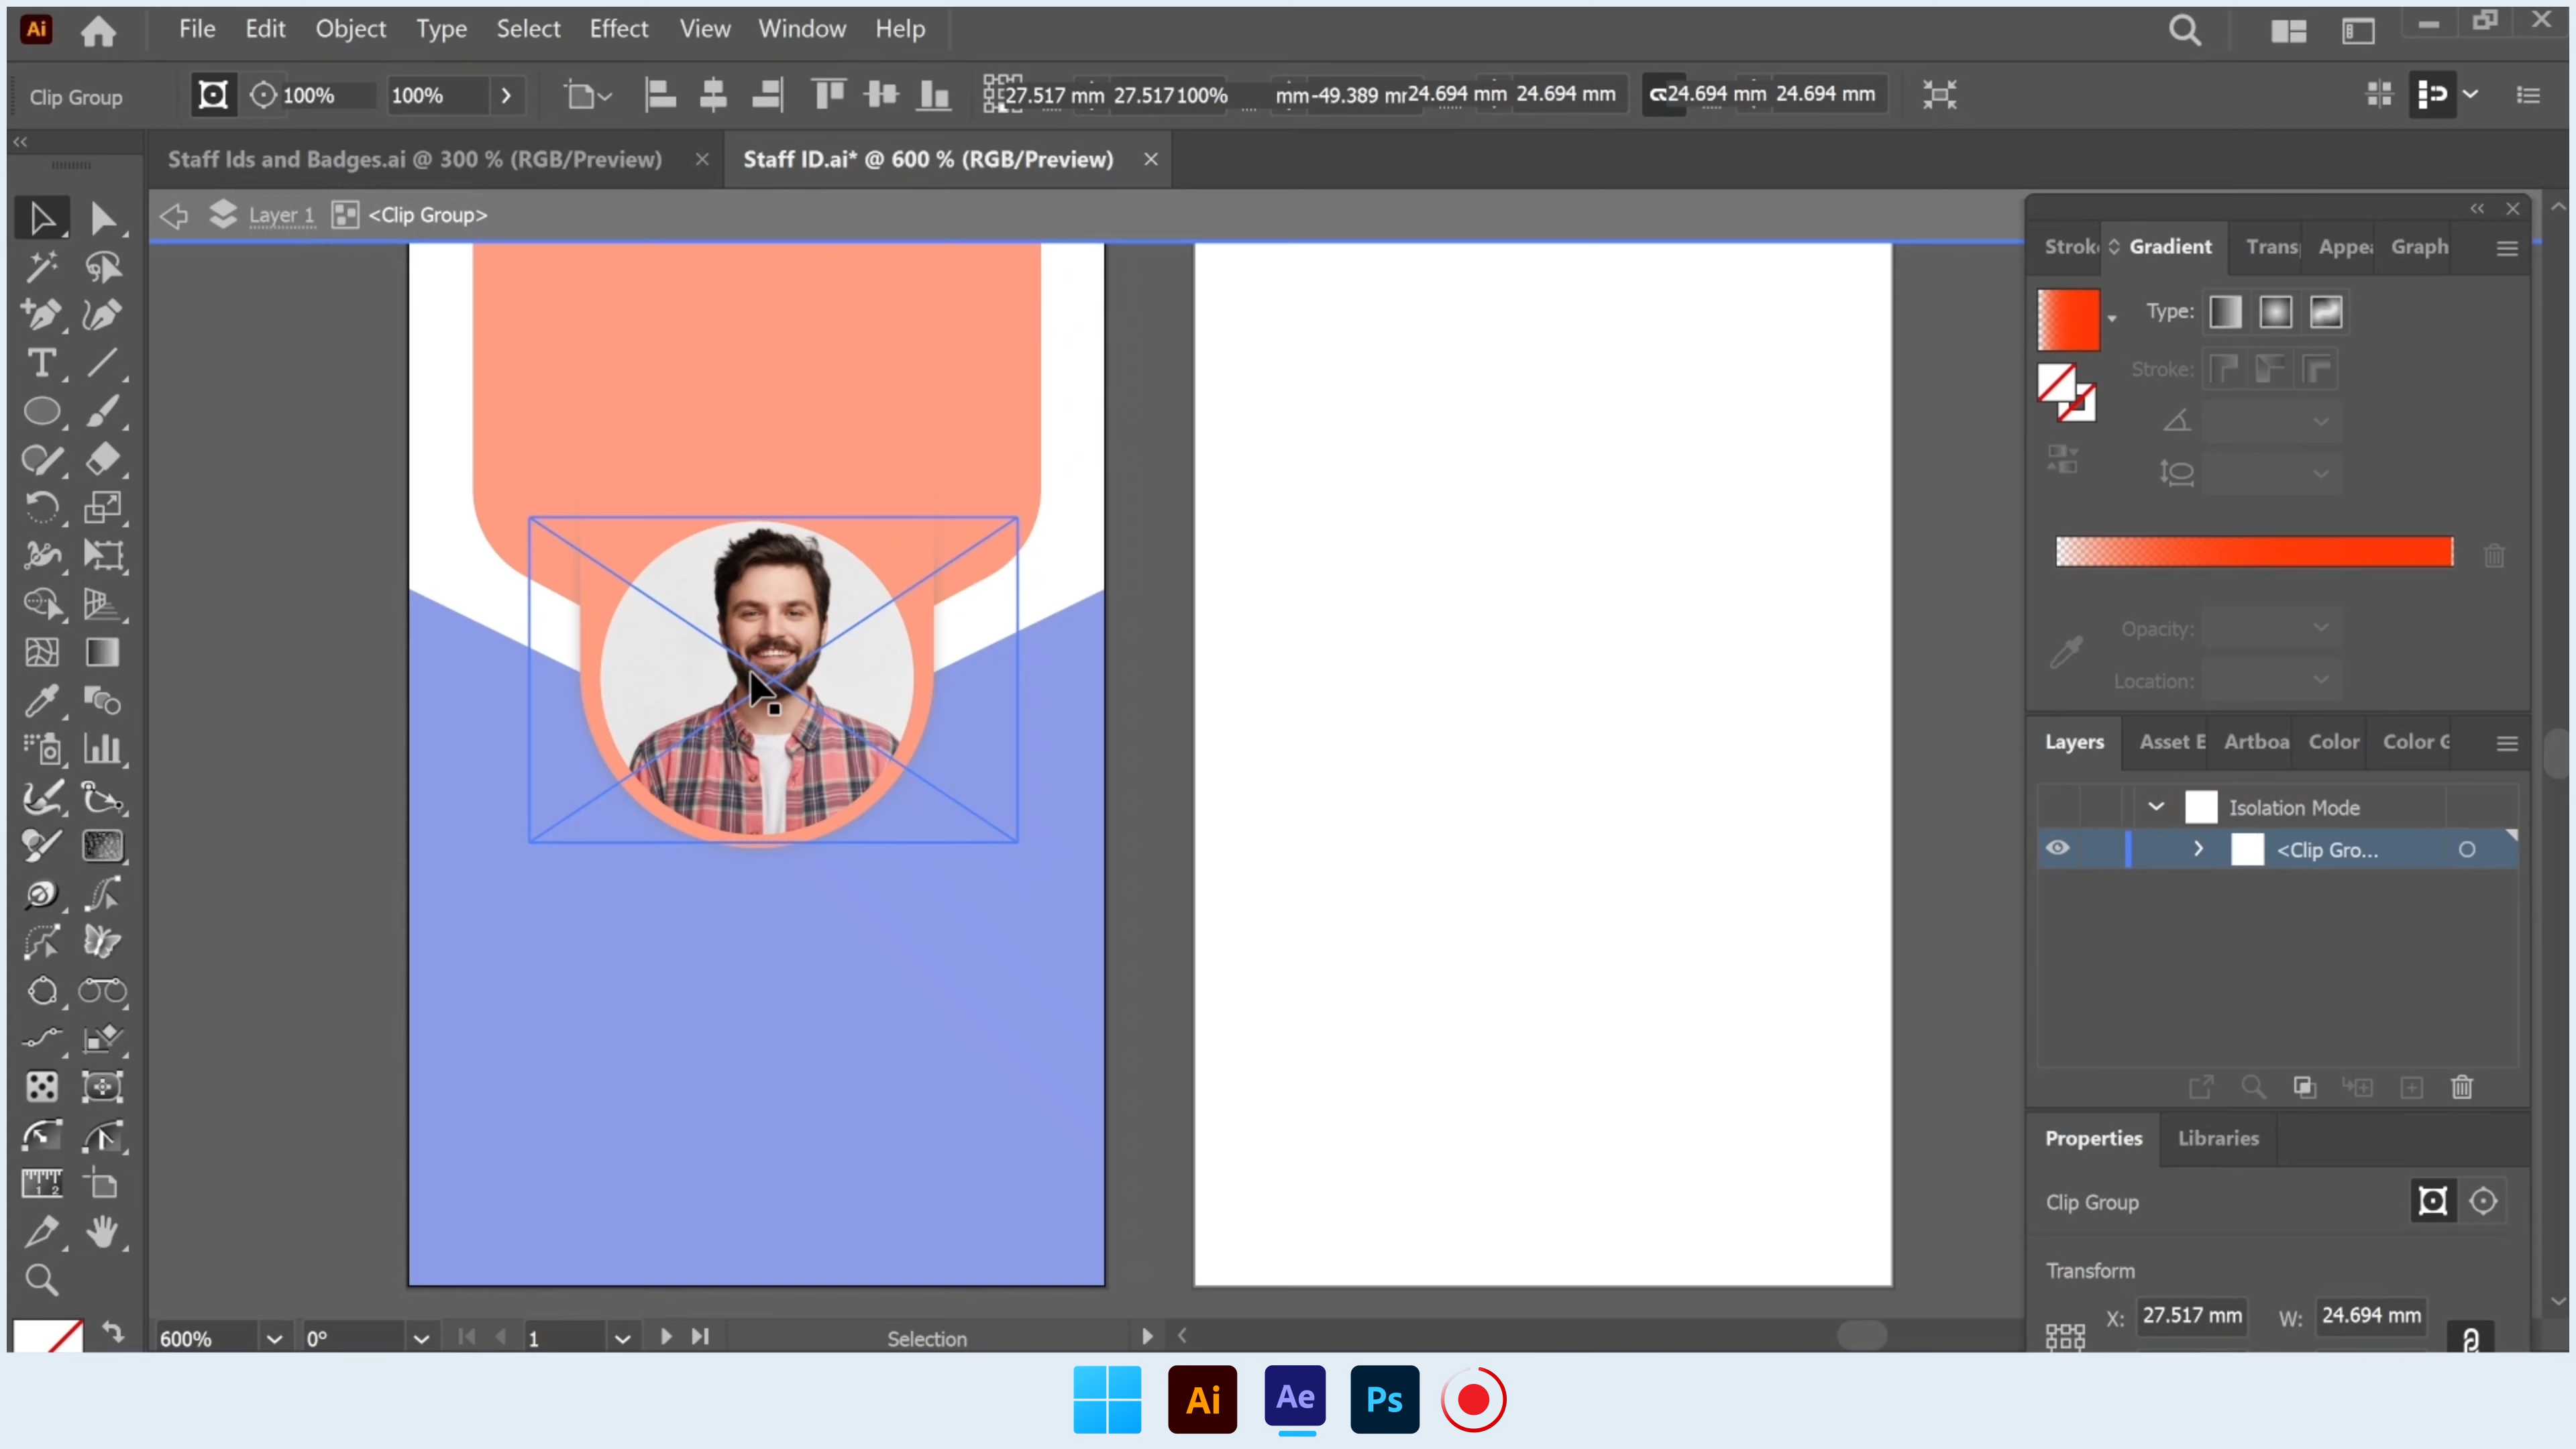 Ai File Edit Object Type Select Effect View Window Help
Clip Group 100% 100% 27.517 mm 27.517 100% mm -49.389 24.694 mm 24.694 mm 24.694 mm 24.694 mm
Staff Ids and Badges.ai @ 300 % (RGB/Preview) Staff ID.ai* @ 600 % (RGB/Preview)
Layer 1 <Clip Group>
Strok Gradient Trans Appea Graph
Type:
Stroke:
Opacity:
Location:
Layers Asset E Artboa Color Color G
Isolation Mode
<Clip Gro...
Properties Libraries
Clip Group
Transform
X: 27.517 mm W: 24.694 mm
600% 0° 1 Selection
Ai Ae Ps